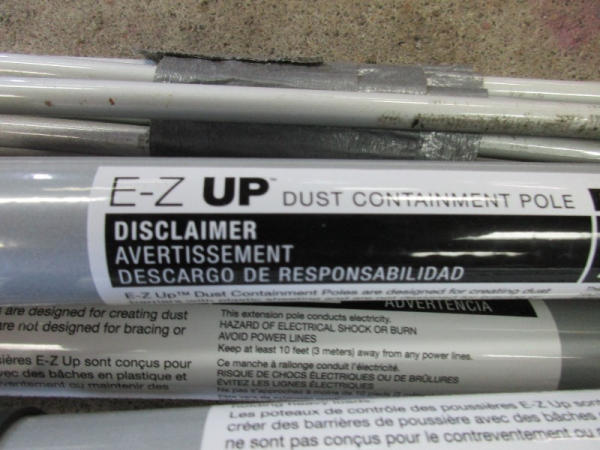 E-Z UP™ DUST CONTAINMENT POLE
DISCLAIMER
AVERTISSEMENT
DESCARGO DE RESPONSABILIDAD
E-Z Up™ Dust Containment Poles are designed for creating dust
ADVERTENCIA
are designed for creating dust
are not designed for bracing or
E-Z Up sont conçus pour
avec des bâches en plastique et
ou maintenir des
This extension pole conducts electricity.
HAZARD OF ELECTRICAL SHOCK OR BURN
AVOID POWER LINES
Keep at least 10 feet (3 meters) away from any power lines.
Ce manche à rallonge conduit l'électricité.
RISQUE DE CHOCS ÉLECTRIQUES OU DE BRÛLURES
ÉVITEZ LES LIGNES ÉLECTRIQUES
Les poteaux de contrôle des poussières E-Z Up sont
créer des barrières de poussière avec des bâches
ne sont pas conçus pour le contreventement ou